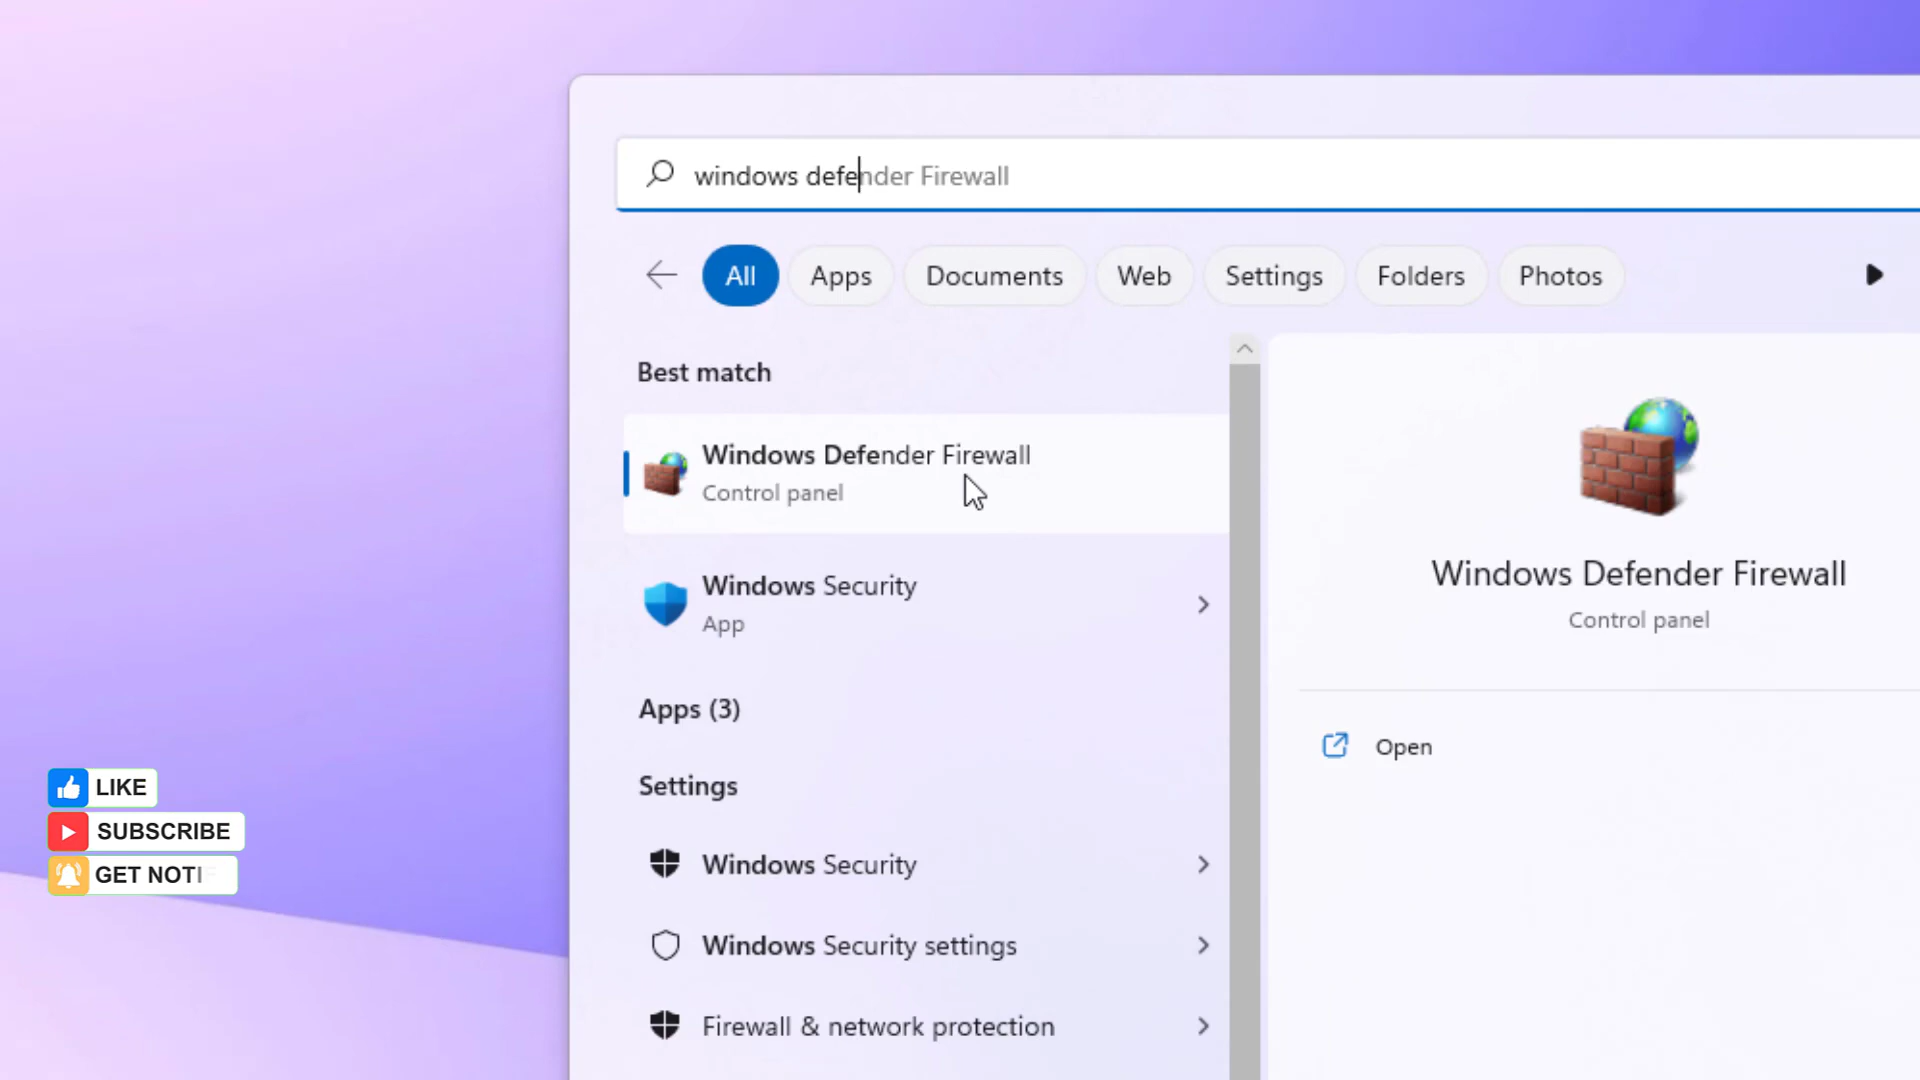 windows defender Firewall
All Apps Documents Web Settings Folders Photos
Best match
Windows Defender Firewall
Control panel
Windows Security
App
Apps (3)
Settings
Windows Security
Windows Security settings
Firewall & network protection
Windows Defender Firewall
Control panel
Open
LIKE
SUBSCRIBE
GET NOTI